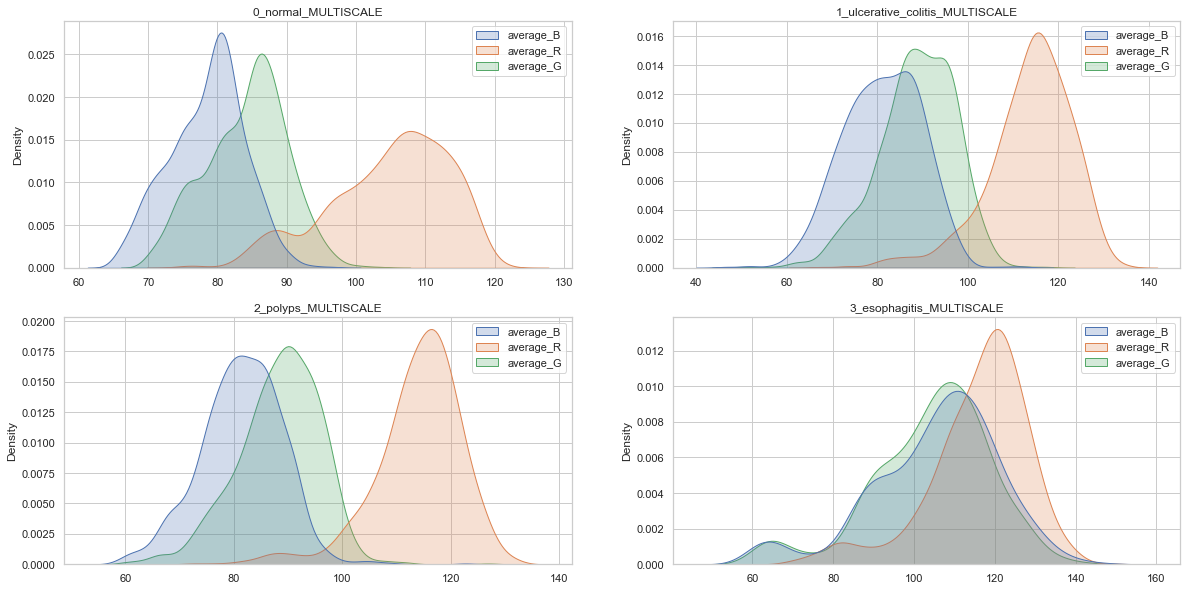 0_normal_MULTISCALE
Density
0.025
0.020
0.015
0.010
0.005
0.000
60 70 80 90 100 110 120 130
average_B
average_R
average_G
1_ulcerative_colitis_MULTISCALE
Density
0.016
0.014
0.012
0.010
0.008
0.006
0.004
0.002
0.000
40 60 80 100 120 140
average_B
average_R
average_G
2_polyps_MULTISCALE
Density
0.0200
0.0175
0.0150
0.0125
0.0100
0.0075
0.0050
0.0025
0.0000
60 80 100 120 140
average_B
average_R
average_G
3_esophagitis_MULTISCALE
Density
0.012
0.010
0.008
0.006
0.004
0.002
0.000
60 80 100 120 140 160
average_B
average_R
average_G